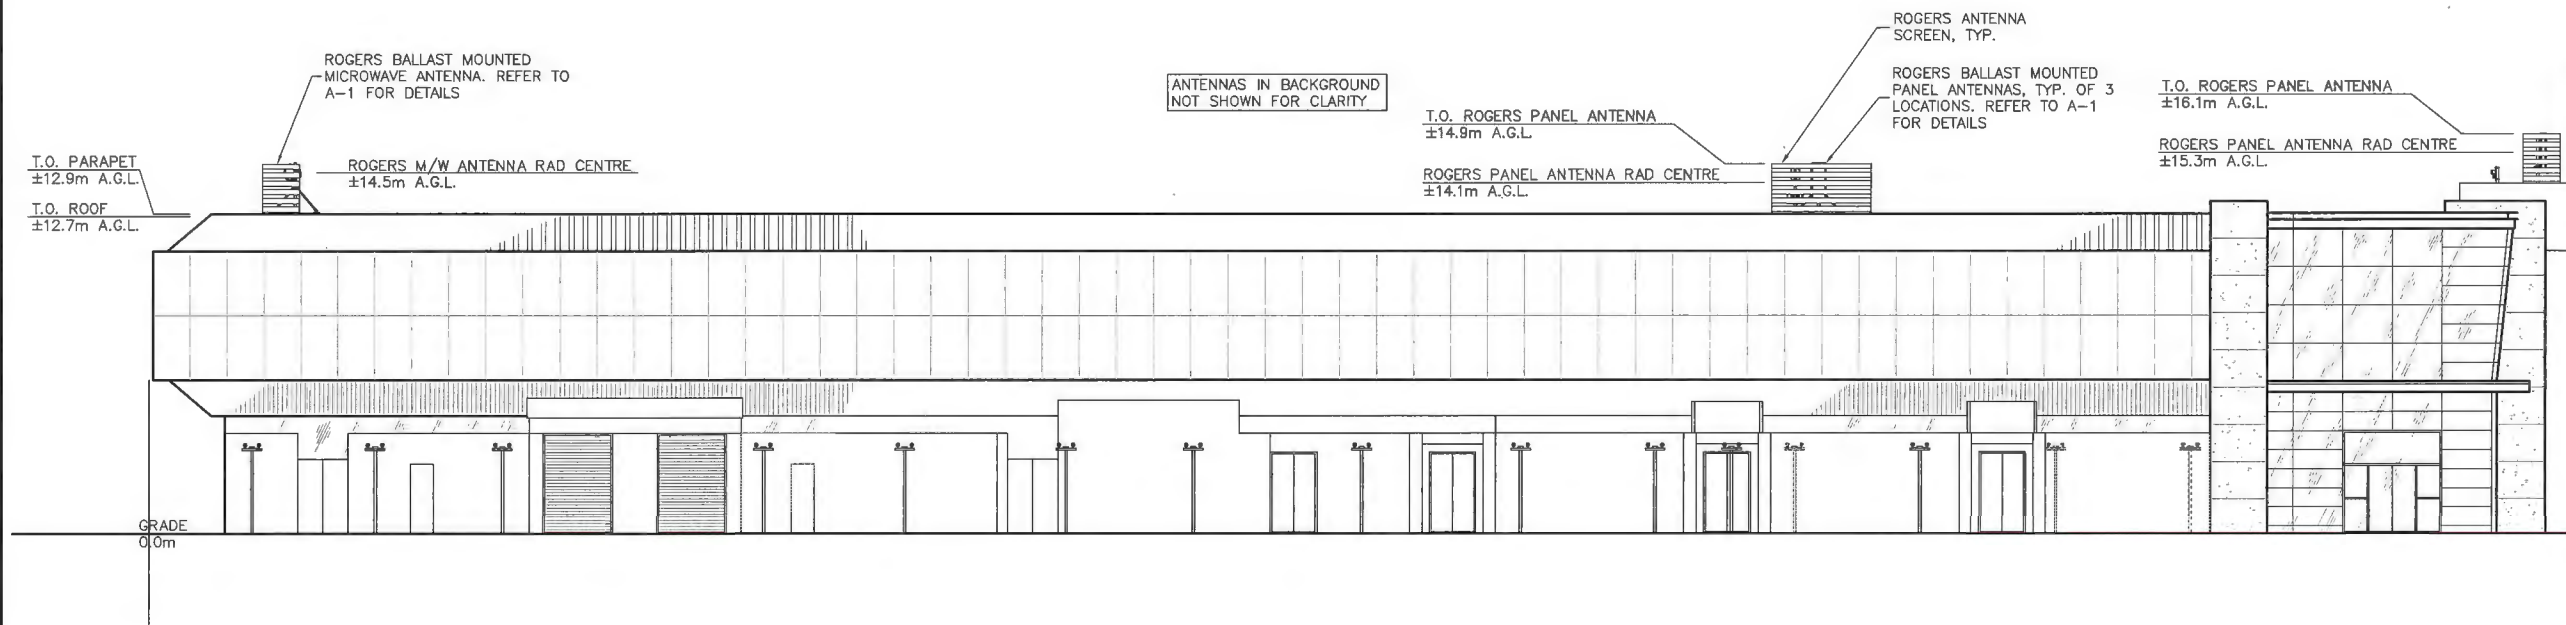 ROGERS BALLAST MOUNTED
MICROWAVE ANTENNA. REFER TO
A-1 FOR DETAILS
T.O. PARAPET
±12.9m A.G.L.
T.O. ROOF
±12.7m A.G.L.
ROGERS M/W ANTENNA RAD CENTRE
±14.5m A.G.L.
ANTENNAS IN BACKGROUND
NOT SHOWN FOR CLARITY
T.O. ROGERS PANEL ANTENNA
±14.9m A.G.L.
ROGERS PANEL ANTENNA RAD CENTRE
±14.1m A.G.L.
ROGERS ANTENNA
SCREEN, TYP.
ROGERS BALLAST MOUNTED
PANEL ANTENNAS, TYP. OF 3
LOCATIONS. REFER TO A-1
FOR DETAILS
T.O. ROGERS PANEL ANTENNA
±16.1m A.G.L.
ROGERS PANEL ANTENNA RAD CENTRE
±15.3m A.G.L.
GRADE
0.0m